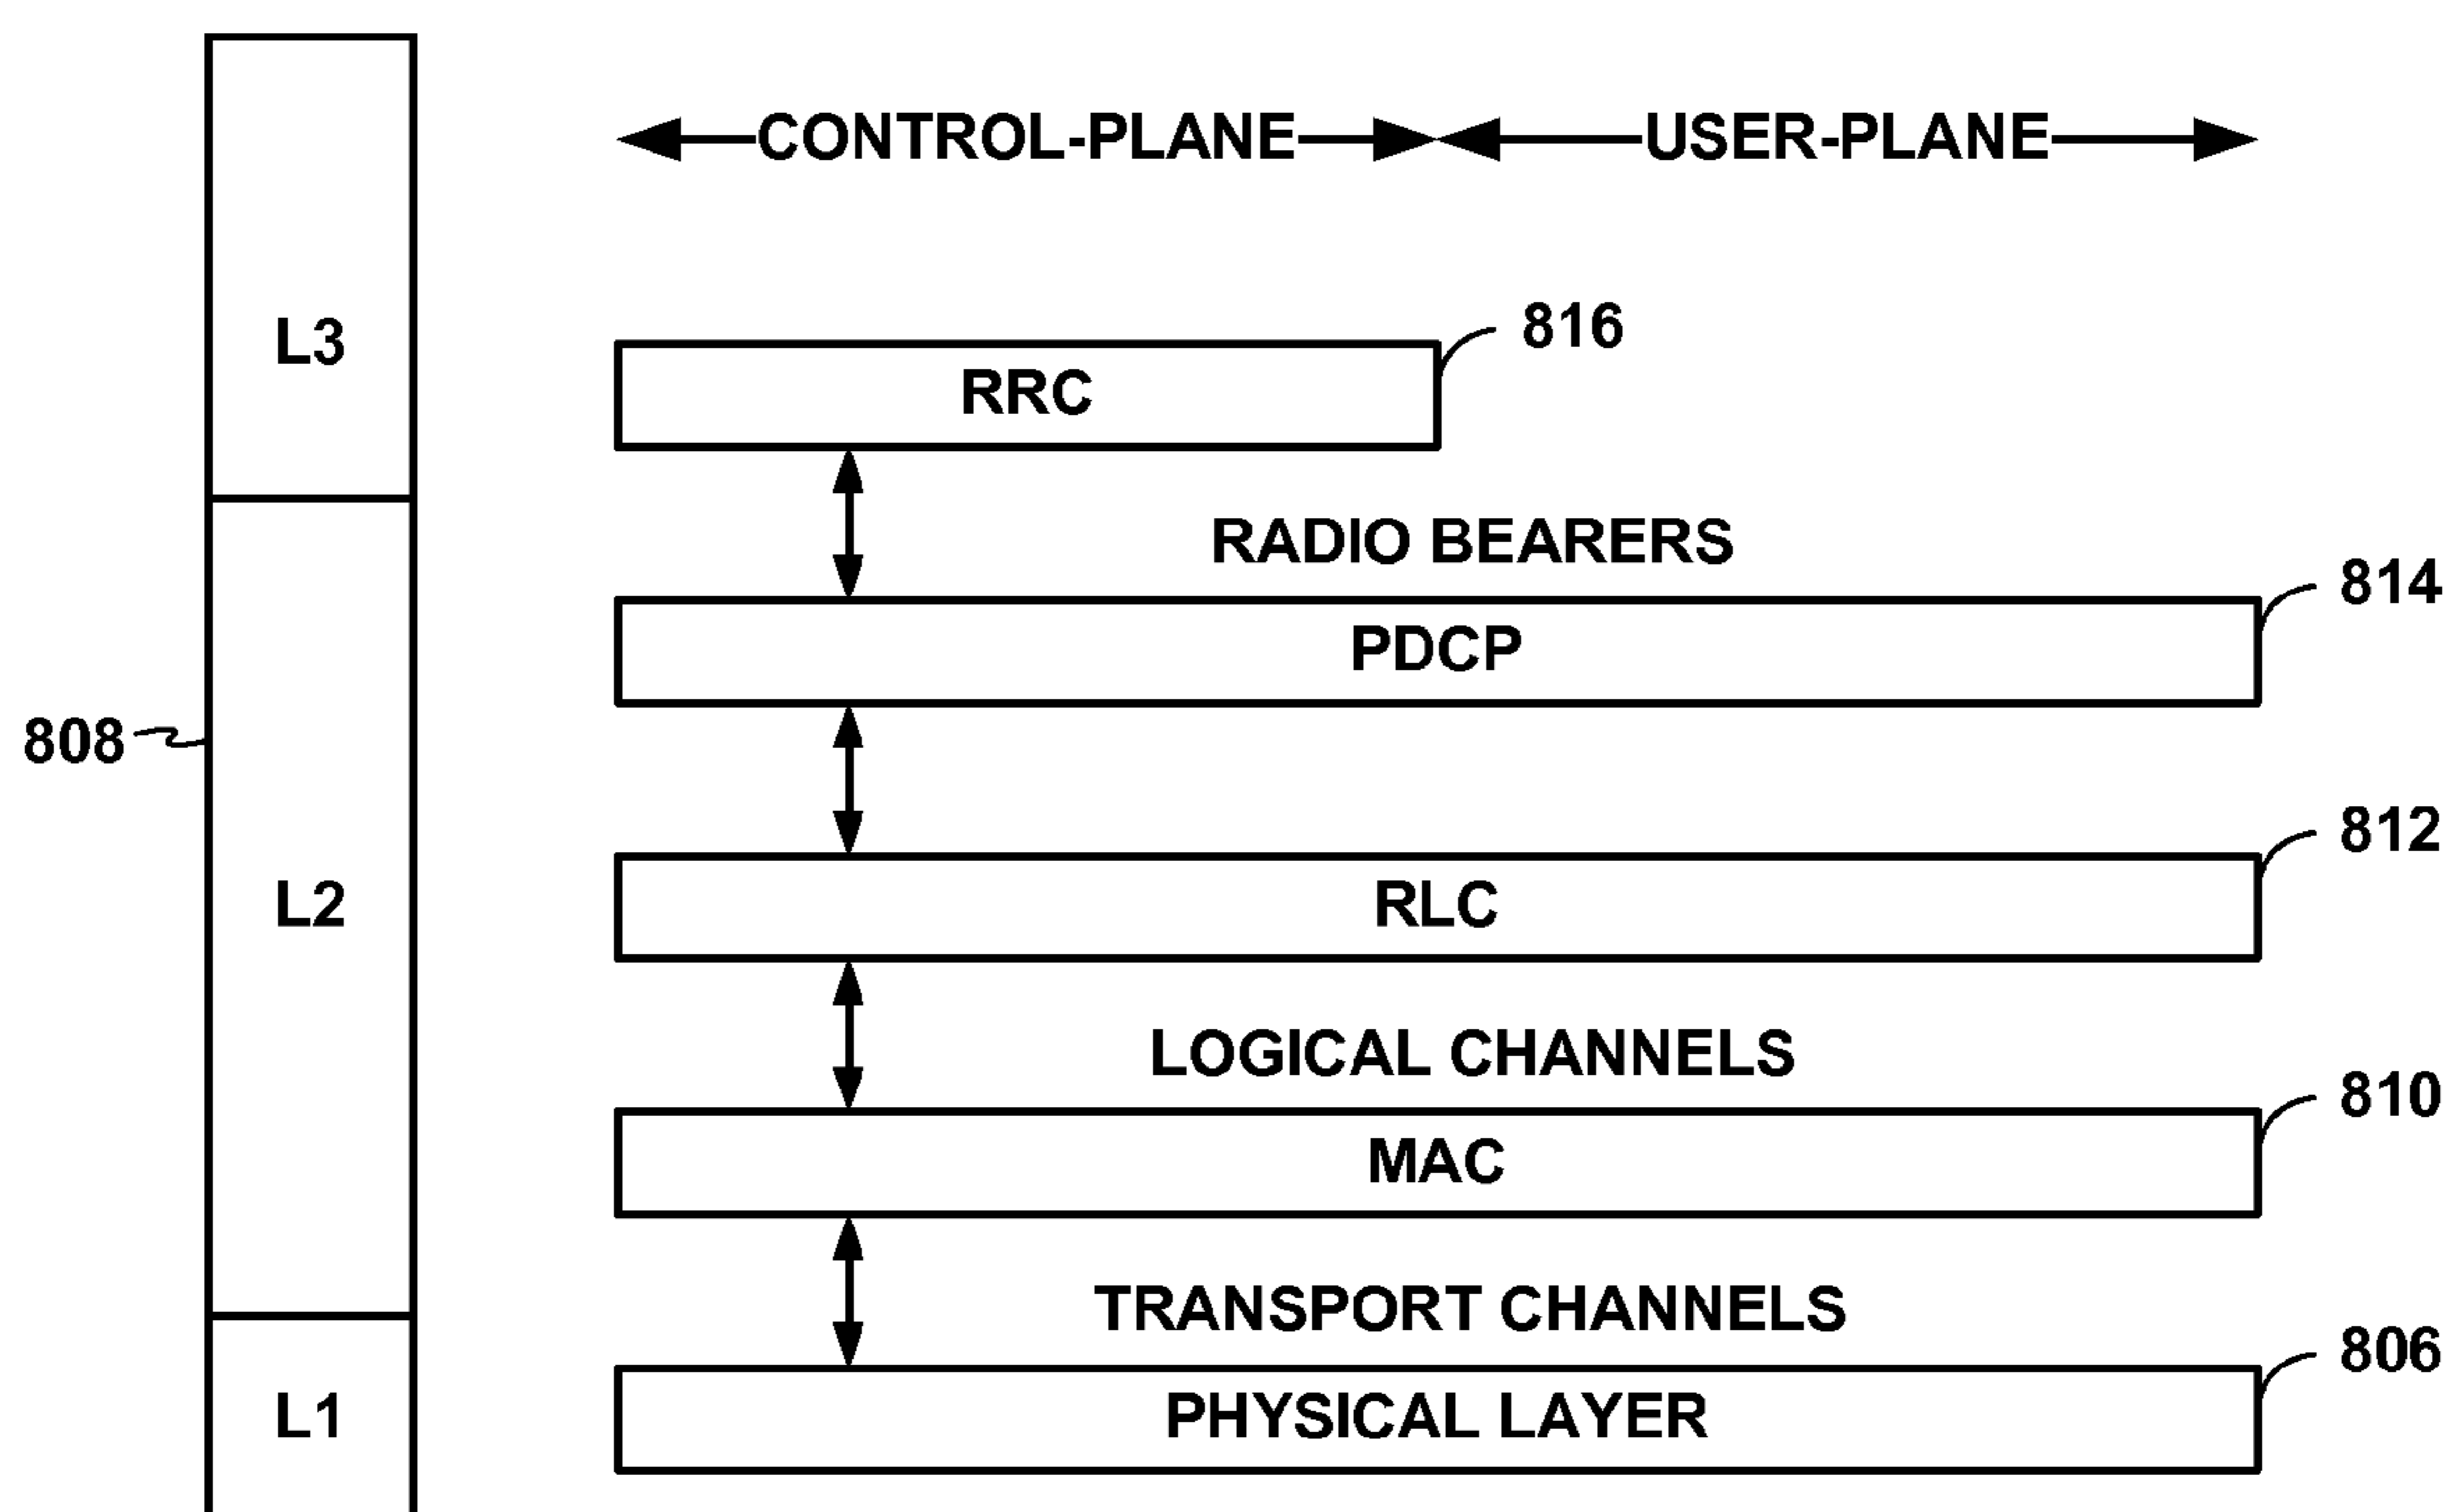 CONTROL-PLANE USER-PLANE
L3
816
RRC
RADIO BEARERS
814
PDCP
808
812
L2
RLC
LOGICAL CHANNELS
810
MAC
TRANSPORT CHANNELS
806
L1
PHYSICAL LAYER